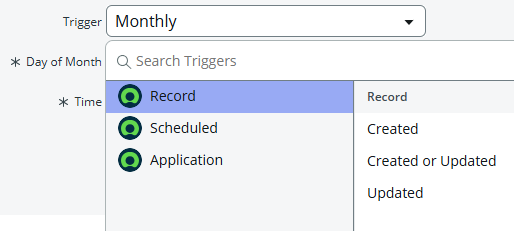 Trigger Monthly
* Day of Month
Search Triggers
* Time
Record
Scheduled
Application
Record
Created
Created or Updated
Updated